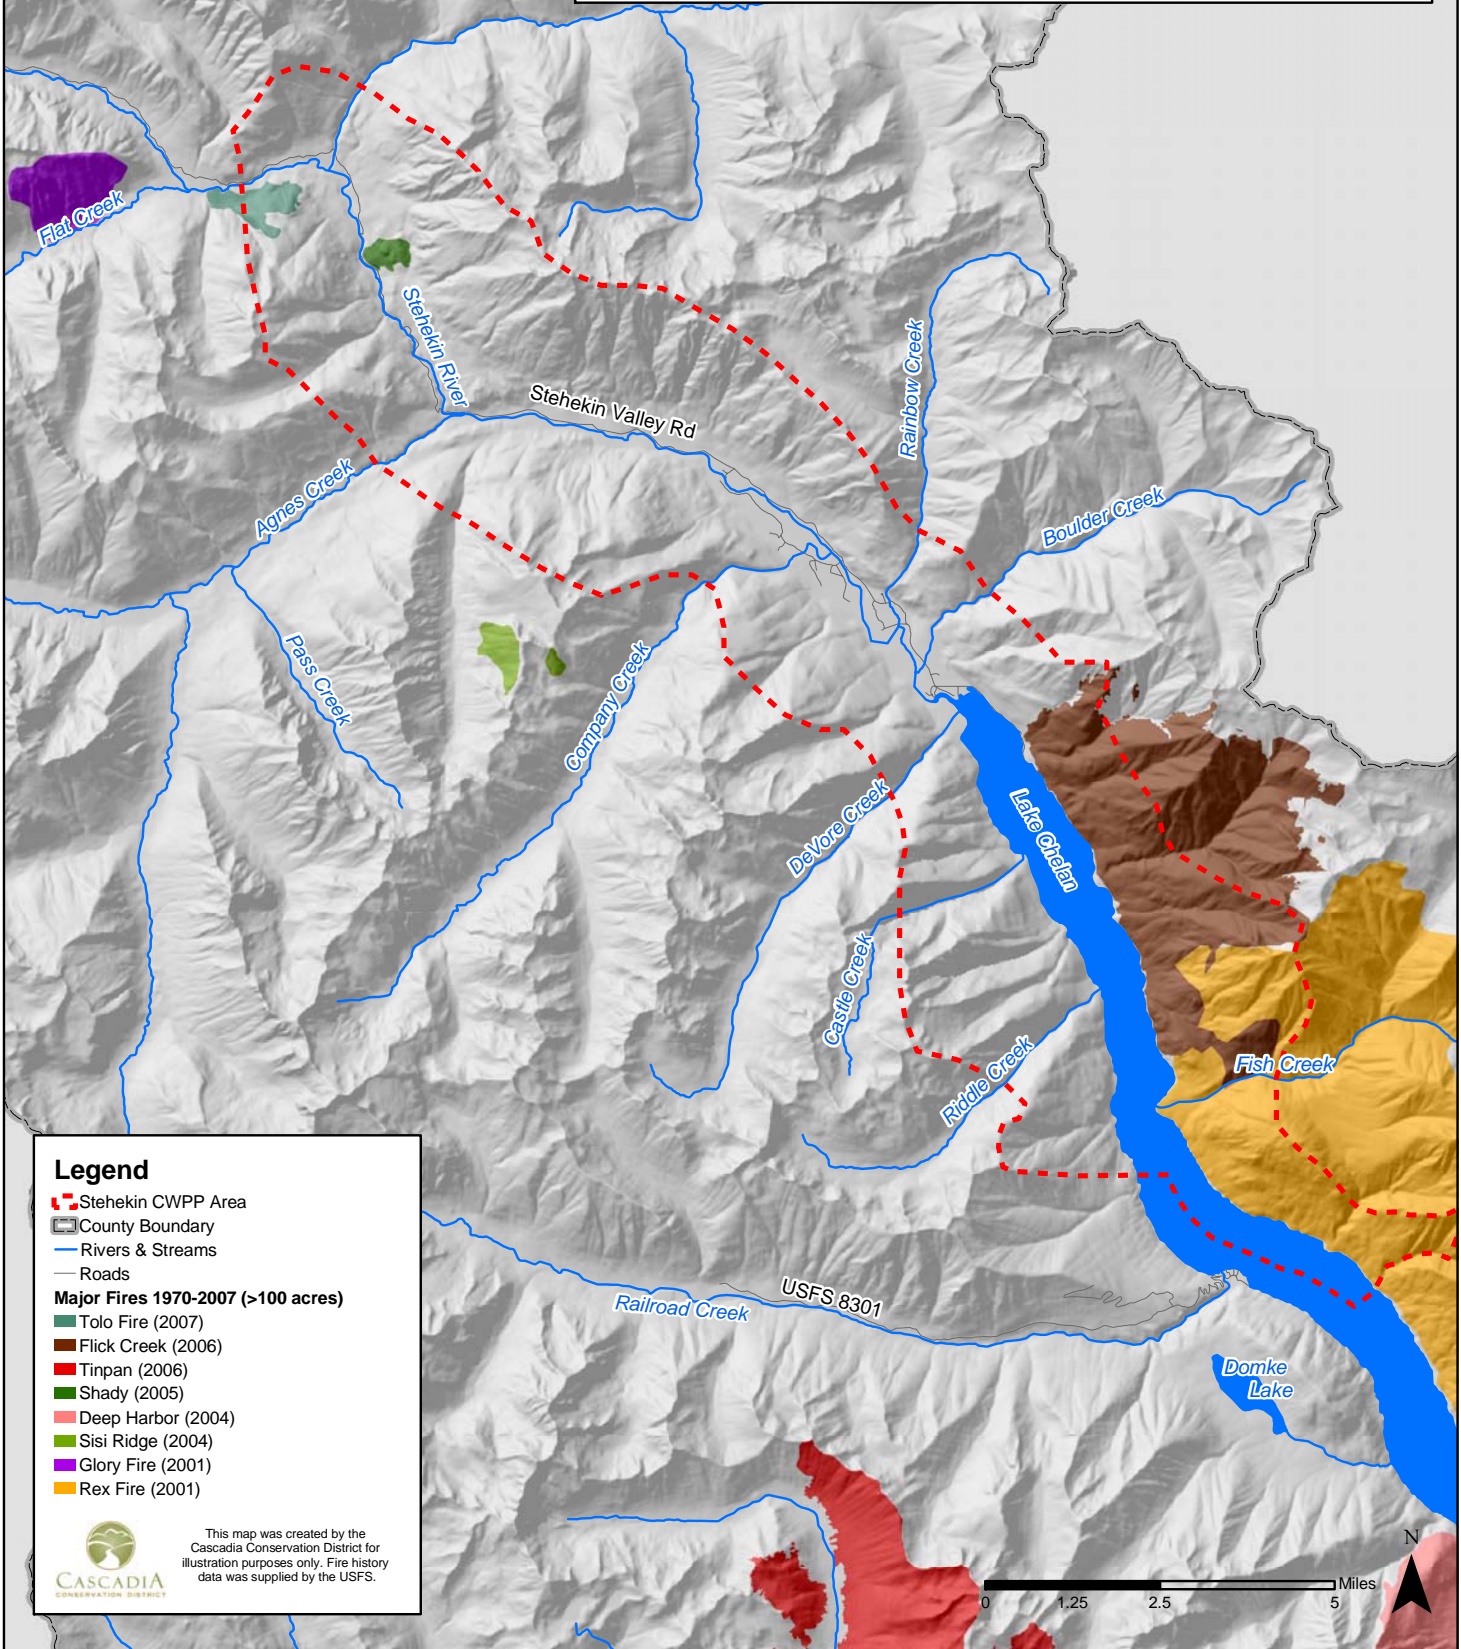 Flat Creek
Stehekin River
Stehekin Valley Rd
Rainbow Creek
Agnes Creek
Boulder Creek
Pass Creek
Company Creek
Lake Chelan
DeVore Creek
Castle Creek
Riddle Creek
Fish Creek
Railroad Creek
USFS 8301
Domke
Lake
Legend
Stehekin CWPP Area
County Boundary
Rivers & Streams
Roads
Major Fires 1970-2007 (>100 acres)
Tolo Fire (2007)
Flick Creek (2006)
Tinpan (2006)
Shady (2005)
Deep Harbor (2004)
Sisi Ridge (2004)
Glory Fire (2001)
Rex Fire (2001)
CASCADIA
CONSERVATION DISTRICT
This map was created by the
Cascadia Conservation District for
illustration purposes only. Fire history
data was supplied by the USFS.
N
Miles
0 1.25 2.5 5